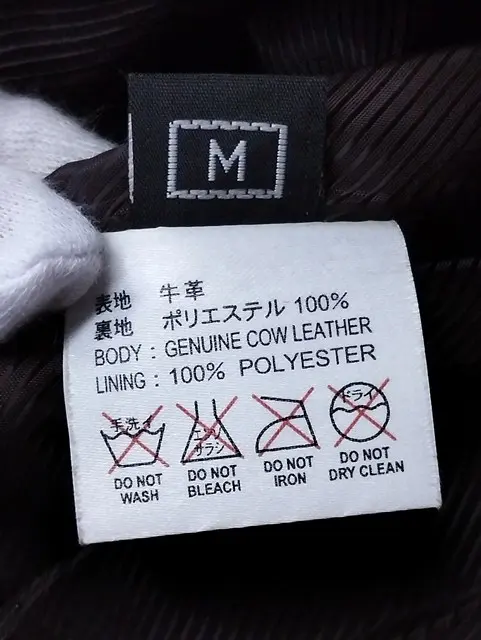 M
表地 牛革
裏地 ポリエステル 100%
BODY : GENUINE COW LEATHER
LINING : 100% POLYESTER
手洗イ
エンソ
サラシ
ドライ
DO NOT
WASH
DO NOT
BLEACH
DO NOT
IRON
DO NOT
DRY CLEAN